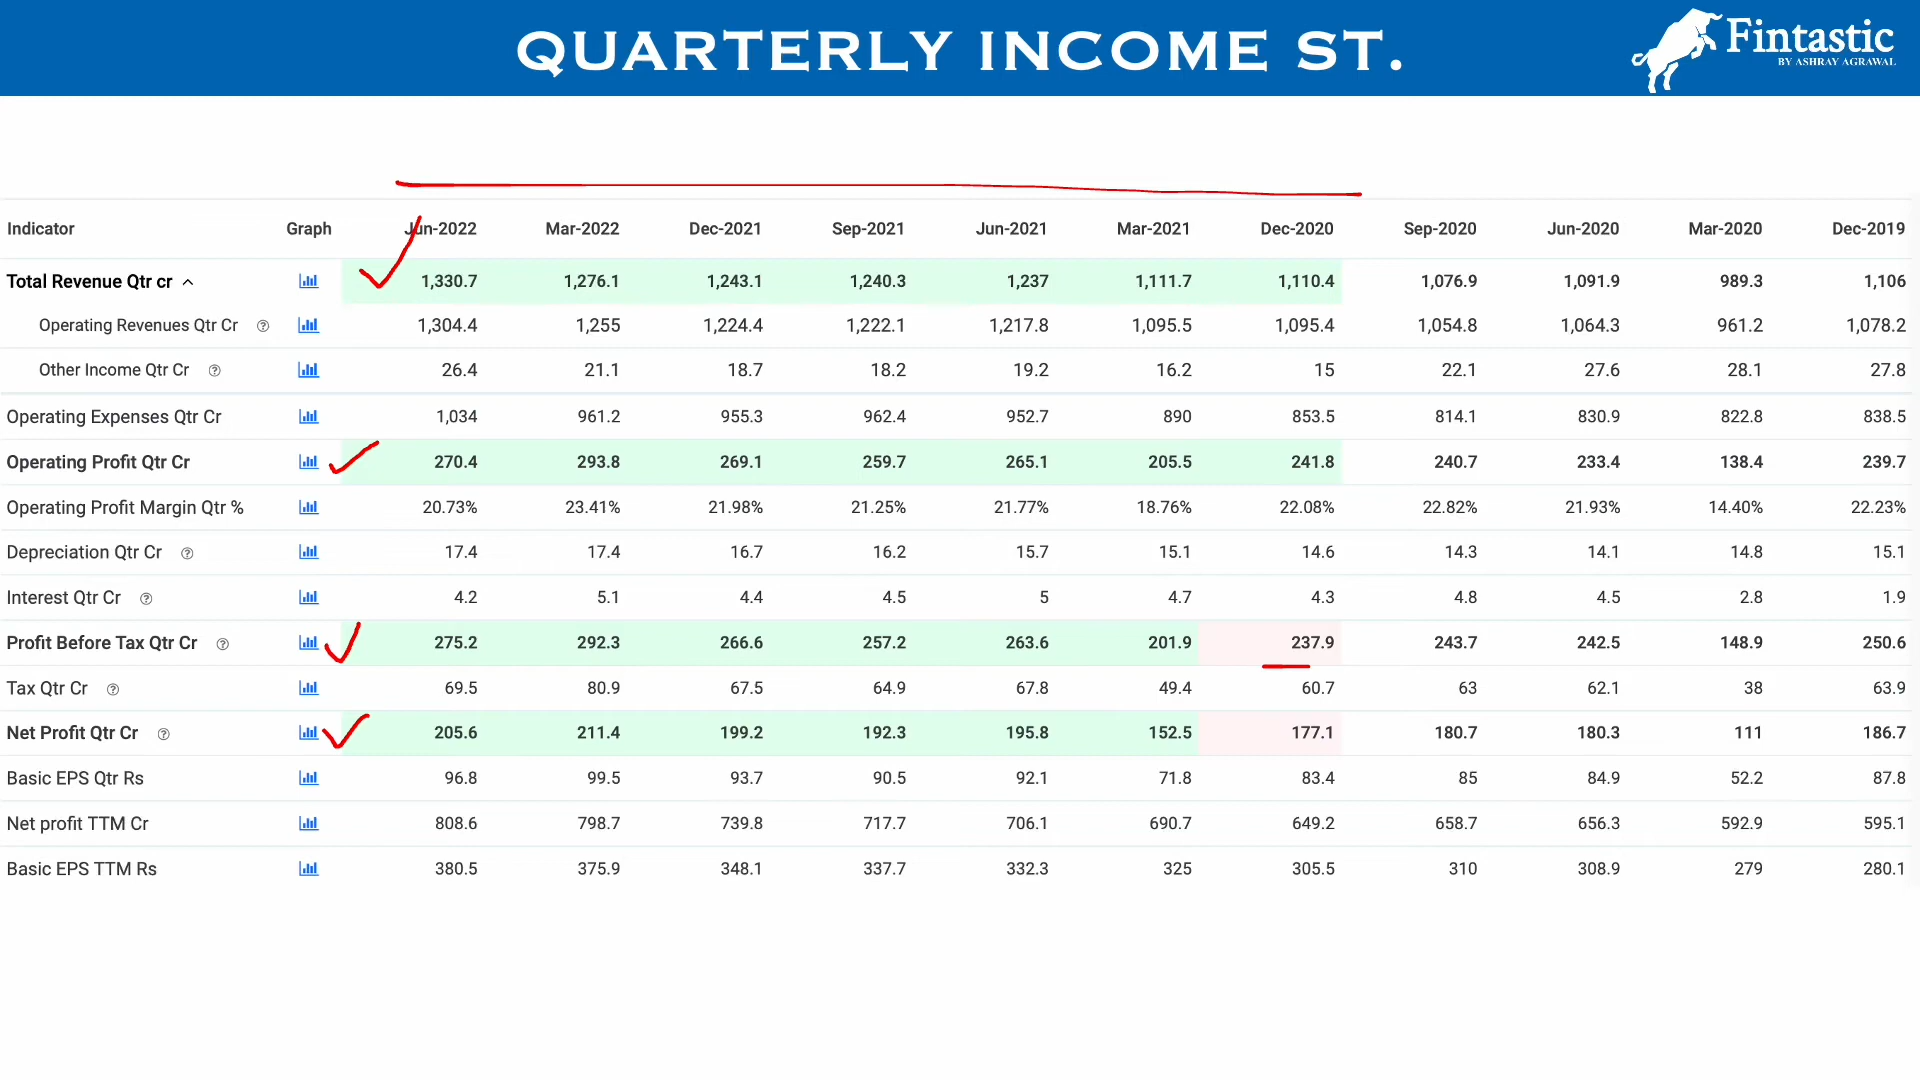 QUARTERLY INCOME ST.
Fintastic
BY ASHRAY AGRAWAL
Indicator Graph Jun-2022 Mar-2022 Dec-2021 Sep-2021 Jun-2021 Mar-2021 Dec-2020 Sep-2020 Jun-2020 Mar-2020 Dec-2019
Total Revenue Qtr cr 1,330.7 1,276.1 1,243.1 1,240.3 1,237 1,111.7 1,110.4 1,076.9 1,091.9 989.3 1,106
Operating Revenues Qtr Cr ? 1,304.4 1,255 1,224.4 1,222.1 1,217.8 1,095.5 1,095.4 1,054.8 1,064.3 961.2 1,078.2
Other Income Qtr Cr ? 26.4 21.1 18.7 18.2 19.2 16.2 15 22.1 27.6 28.1 27.8
Operating Expenses Qtr Cr 1,034 961.2 955.3 962.4 952.7 890 853.5 814.1 830.9 822.8 838.5
Operating Profit Qtr Cr 270.4 293.8 269.1 259.7 265.1 205.5 241.8 240.7 233.4 138.4 239.7
Operating Profit Margin Qtr % 20.73% 23.41% 21.98% 21.25% 21.77% 18.76% 22.08% 22.82% 21.93% 14.40% 22.23%
Depreciation Qtr Cr ? 17.4 17.4 16.7 16.2 15.7 15.1 14.6 14.3 14.1 14.8 15.1
Interest Qtr Cr ? 4.2 5.1 4.4 4.5 5 4.7 4.3 4.8 4.5 2.8 1.9
Profit Before Tax Qtr Cr ? 275.2 292.3 266.6 257.2 263.6 201.9 237.9 243.7 242.5 148.9 250.6
Tax Qtr Cr ? 69.5 80.9 67.5 64.9 67.8 49.4 60.7 63 62.1 38 63.9
Net Profit Qtr Cr ? 205.6 211.4 199.2 192.3 195.8 152.5 177.1 180.7 180.3 111 186.7
Basic EPS Qtr Rs 96.8 99.5 93.7 90.5 92.1 71.8 83.4 85 84.9 52.2 87.8
Net profit TTM Cr 808.6 798.7 739.8 717.7 706.1 690.7 649.2 658.7 656.3 592.9 595.1
Basic EPS TTM Rs 380.5 375.9 348.1 337.7 332.3 325 305.5 310 308.9 279 280.1